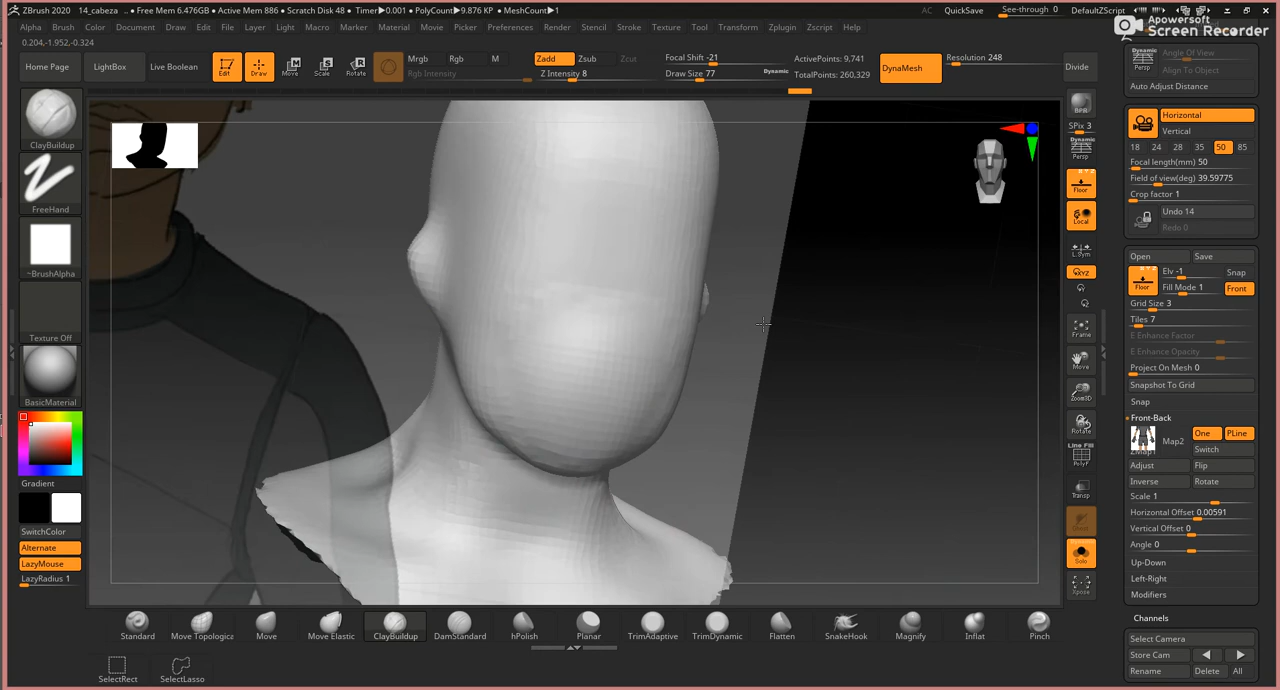 ZBrush 2020 14_cabeza .. • Free Mem 6.476GB • Active Mem 886 • Scratch Disk 48 • Timer▶0.001 • PolyCount▶9.876 KP • MeshCount▶1 AC QuickSave See-through 0 DefaultZScript
Alpha Brush Color Document Draw Edit File Layer Light Macro Marker Material Movie Picker Preferences Render Stencil Stroke Texture Tool Transform Zplugin Zscript Help
Apowersoft
Screen Recorder
0.204,-1.952,-0.324
Home Page LightBox Live Boolean
Edit Draw Move Scale Rotate
Mrgb Rgb M
Rgb Intensity
Zadd Zsub Zcut
Z Intensity 8
Focal Shift -21
Draw Size 77 Dynamic
ActivePoints: 9,741
TotalPoints: 260,329
DynaMesh
Resolution 248
Divide
ClayBuildup
FreeHand
~BrushAlpha
Texture Off
BasicMaterial
Gradient
SwitchColor
Alternate
LazyMouse
LazyRadius 1
BPR
SPix 3
Dynamic
Persp
Floor
Local
L.Sym
Frame
Move
Zoom3D
Rotate
Line Fill
PolyF
Transp
Solo
Xpose
Dynamic
Persp
Angle Of View
Align To Object
Auto Adjust Distance
Horizontal
Vertical
18 24 28 35 50 85
Focal length(mm) 50
Field of view(deg) 39.59775
Crop factor 1
Undo 14
Redo 0
Open Save
Floor
Elv -1 Snap
Fill Mode 1 Front
Grid Size 3
Tiles 7
E Enhance Factor
E Enhance Opacity
Project On Mesh 0
Snapshot To Grid
Snap
Front-Back
Map2 One PLine
Switch
Adjust Flip
Inverse Rotate
Scale 1
Horizontal Offset 0.00591
Vertical Offset 0
Angle 0
Up-Down
Left-Right
Modifiers
Channels
Select Camera
Store Cam
Rename Delete All
Standard Move Topologica Move Move Elastic ClayBuildup DamStandard hPolish Planar TrimAdaptive TrimDynamic Flatten SnakeHook Magnify Inflat Pinch
SelectRect SelectLasso